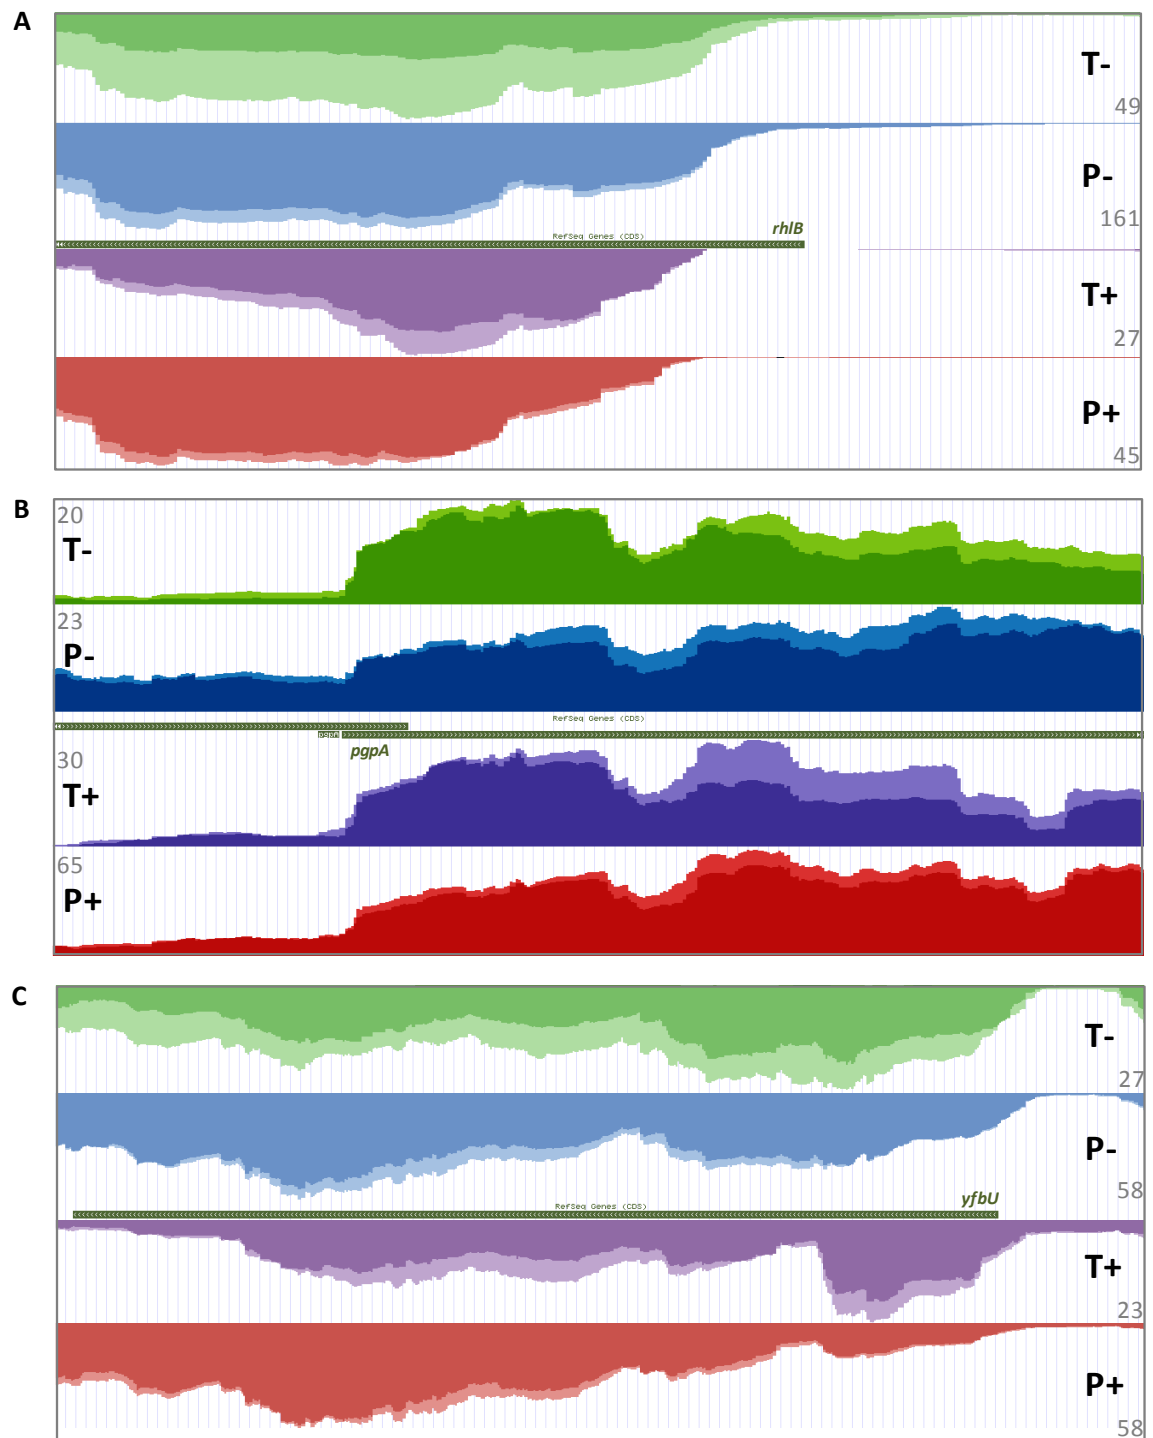 A
T-
49
P-
161
rhlB
RefSeq Genes (CDS)
T+
27
P+
45
B
20
T-
23
P-
RefSeq Genes (CDS)
pgpA
pgpA
30
T+
65
P+
C
T-
27
P-
58
yfbU
RefSeq Genes (CDS)
T+
23
P+
58